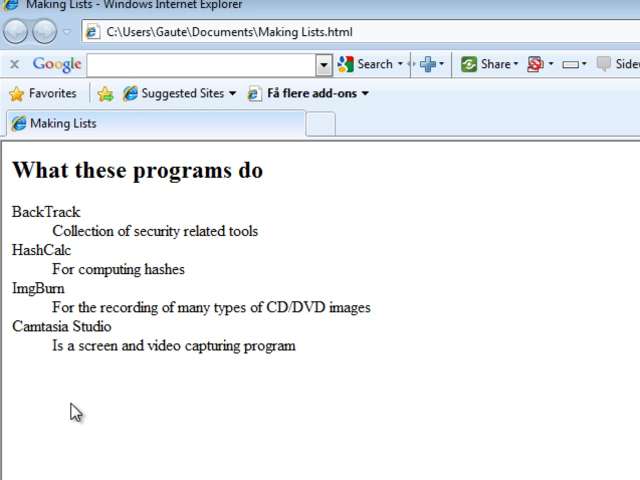 Making Lists - Windows Internet Explorer
C:\Users\Gaute\Documents\Making Lists.html
x Google Search Share
Favorites Suggested Sites Få flere add-ons
Making Lists
What these programs do
BackTrack
Collection of security related tools
HashCalc
For computing hashes
ImgBurn
For the recording of many types of CD/DVD images
Camtasia Studio
Is a screen and video capturing program